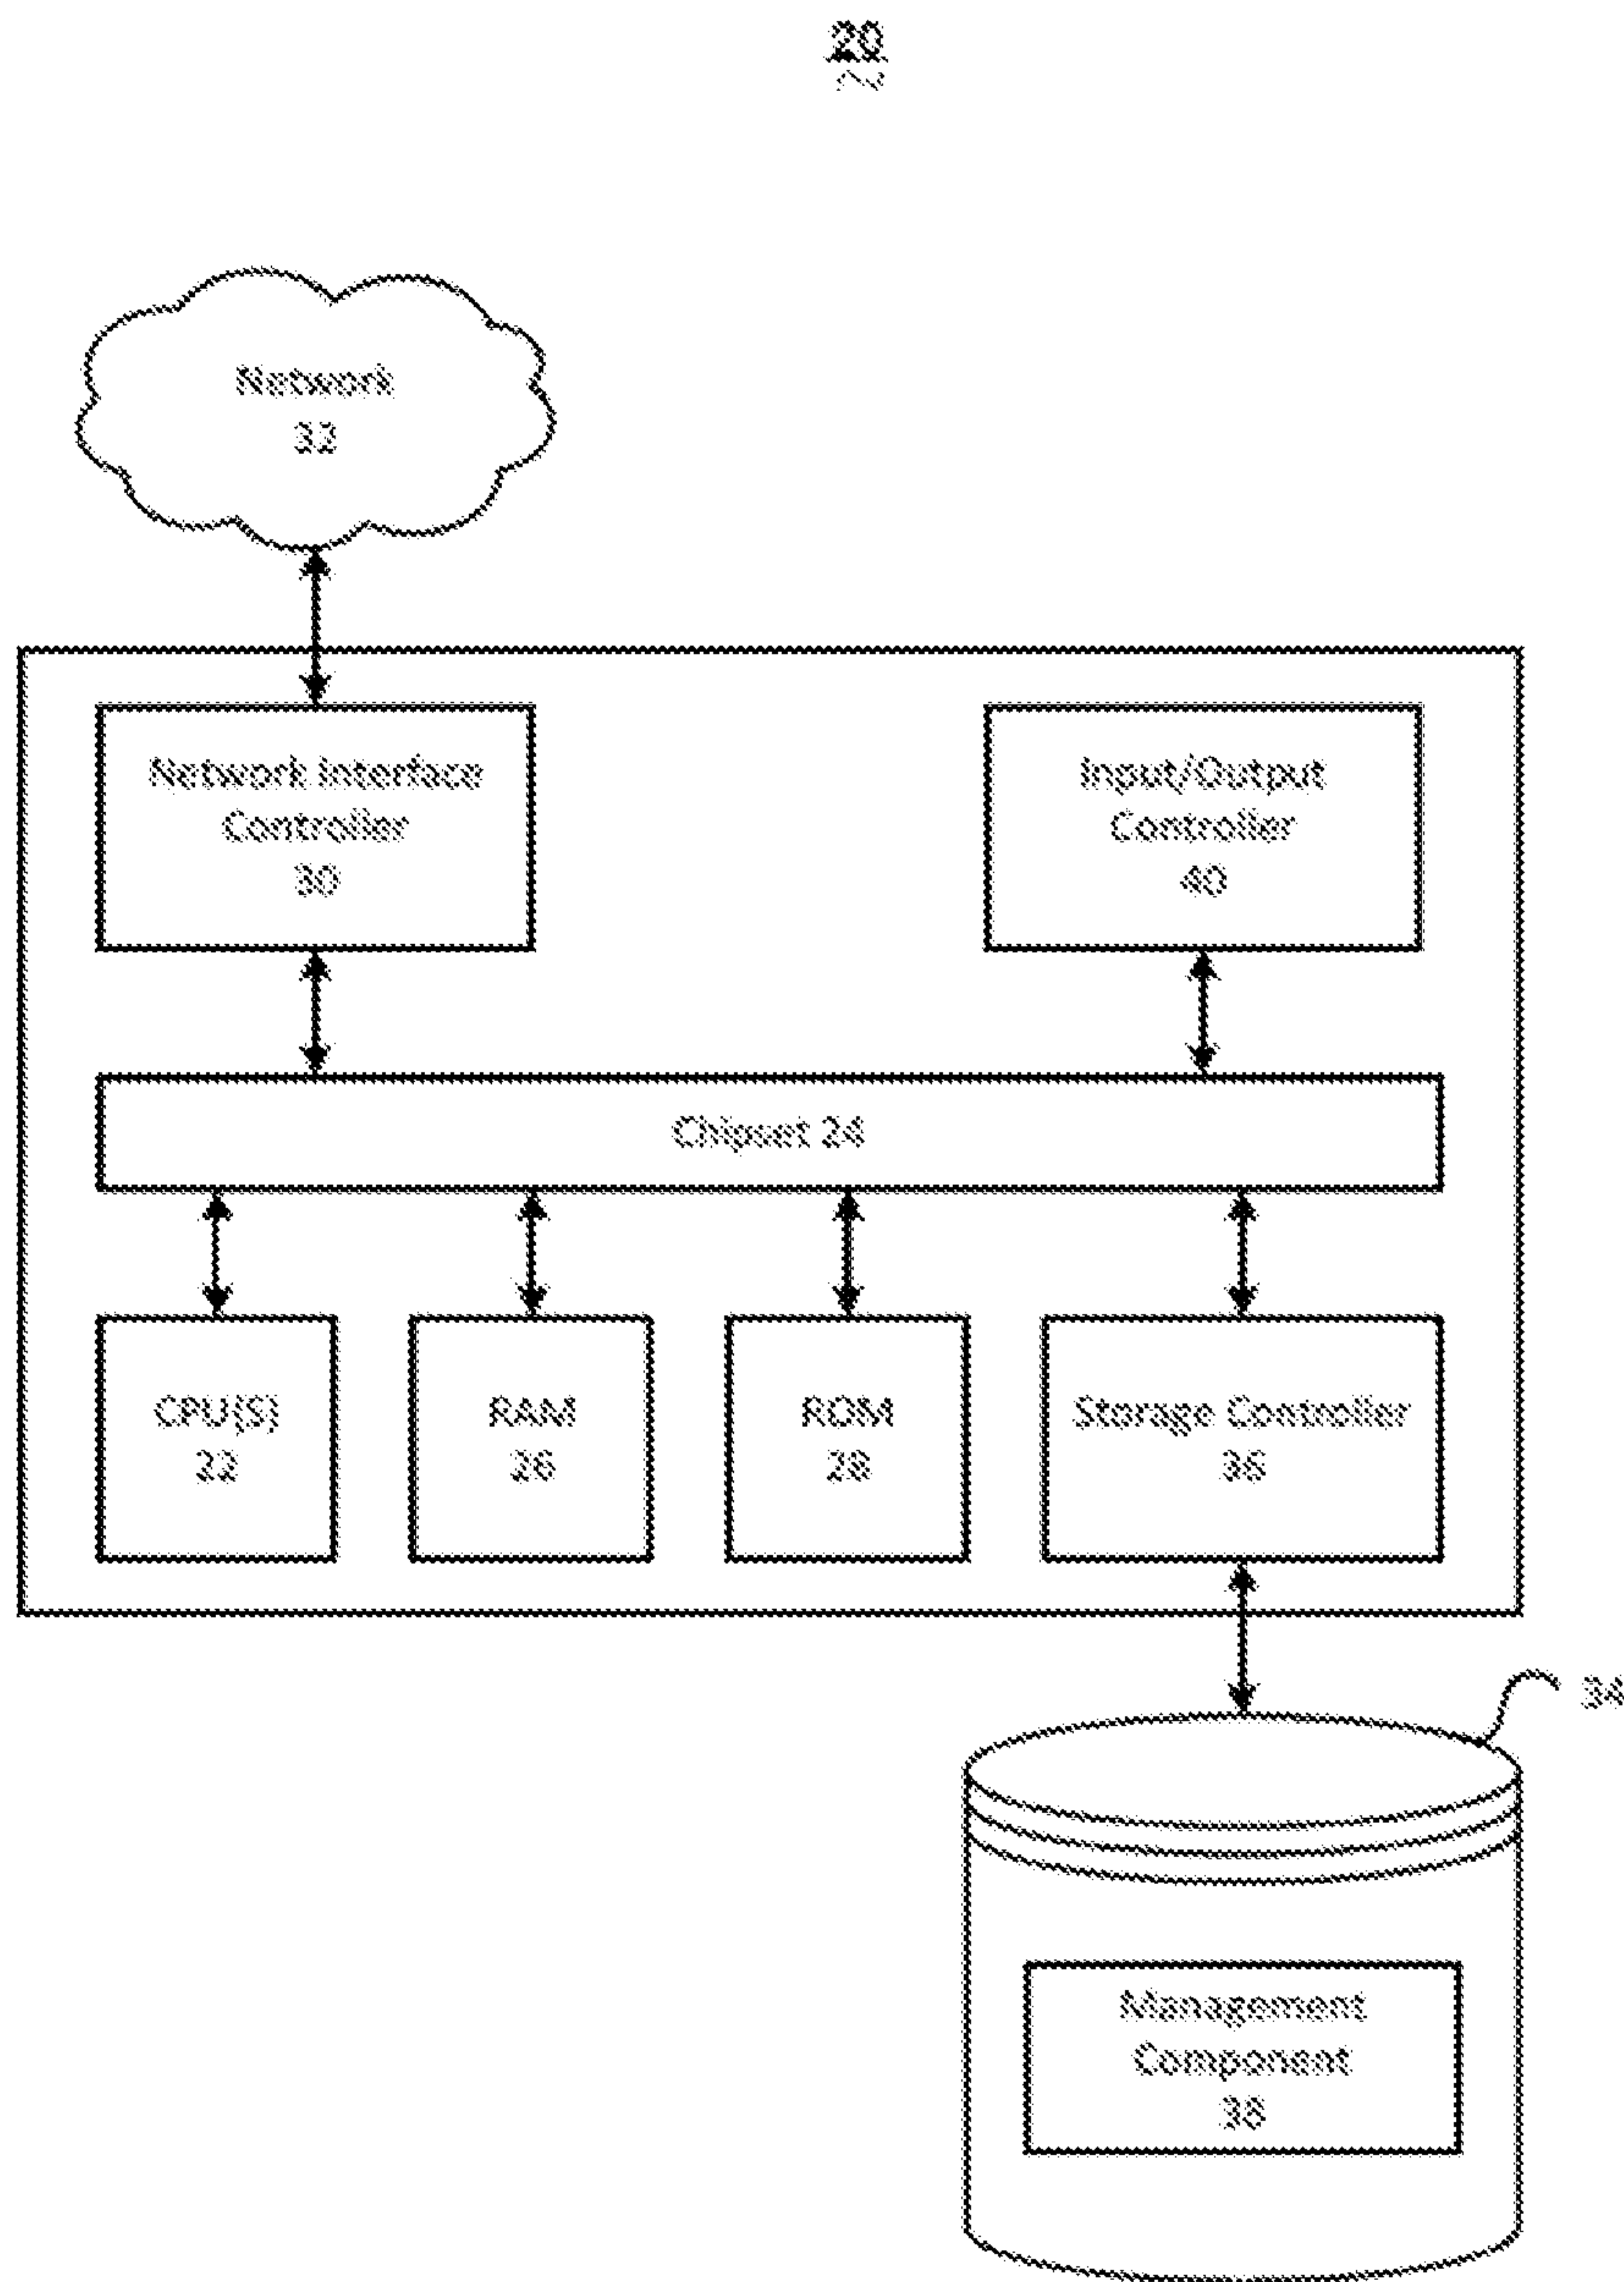 20
Network
32
Network Interface
Controller
30
Input/Output
Controller
40
Chipset 24
CPU(S)
22
RAM
26
ROM
28
Storage Controller
36
34
Management
Component
38